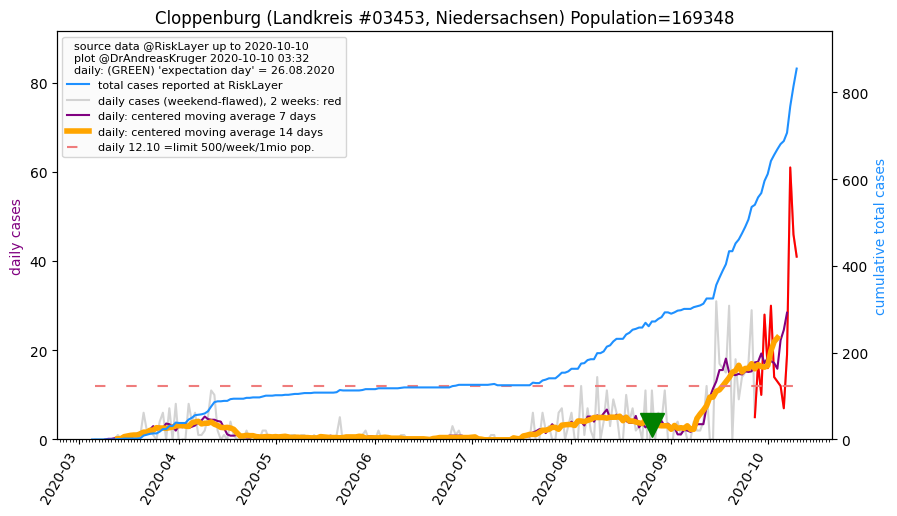 Cloppenburg (Landkreis #03453, Niedersachsen) Population=169348
source data @RiskLayer up to 2020-10-10
plot @DrAndreasKruger 2020-10-10 03:32
daily: (GREEN) 'expectation day' = 26.08.2020
total cases reported at RiskLayer
daily cases (weekend-flawed), 2 weeks: red
daily: centered moving average 7 days
daily: centered moving average 14 days
daily 12.10 =limit 500/week/1mio pop.
daily cases
80
60
40
20
0
cumulative total cases
800
600
400
200
0
2020-03
2020-04
2020-05
2020-06
2020-07
2020-08
2020-09
2020-10